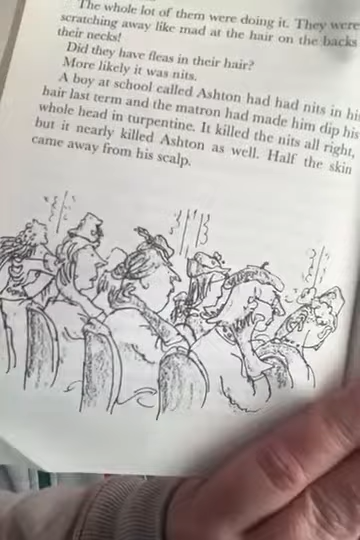 The whole lot of them were doing it. They were
scratching away like mad at the hair on the backs
their necks!
Did they have fleas in their hair?
More likely it was nits.
A boy at school called Ashton had had nits in his
hair last term and the matron had made him dip his
whole head in turpentine. It killed the nits all right,
but it nearly killed Ashton as well. Half the skin
came away from his scalp.